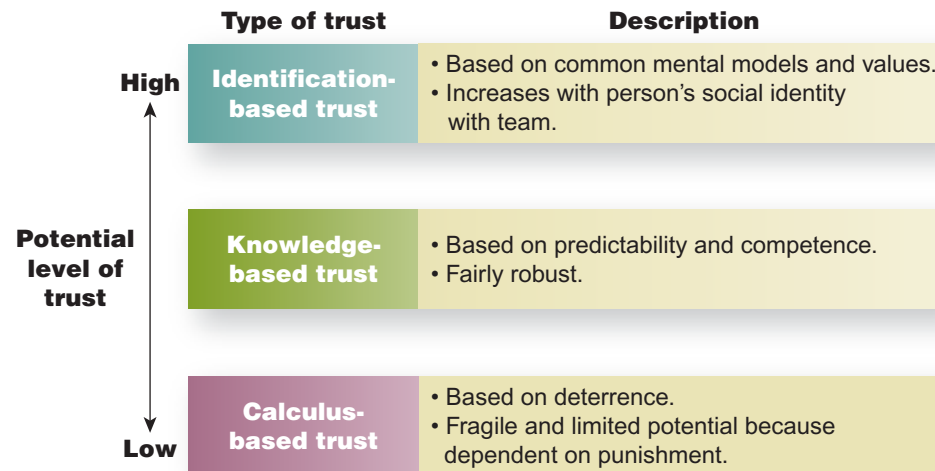 Type of trust
Description
High
Identification-
based trust
• Based on common mental models and values.
• Increases with person's social identity
with team.
Potential
level of
trust
Knowledge-
based trust
• Based on predictability and competence.
• Fairly robust.
Low
Calculus-
based trust
• Based on deterrence.
• Fragile and limited potential because
dependent on punishment.